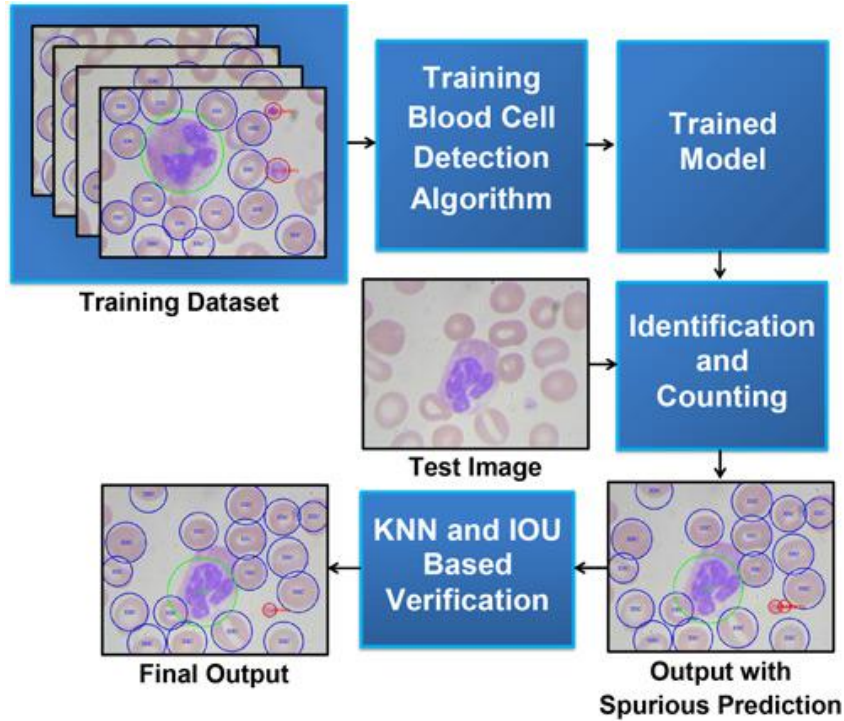 Training
Blood Cell
Detection
Algorithm
Trained
Model
Training Dataset
Identification
and
Counting
Test Image
KNN and IOU
Based
Verification
Final Output
Output with
Spurious Prediction